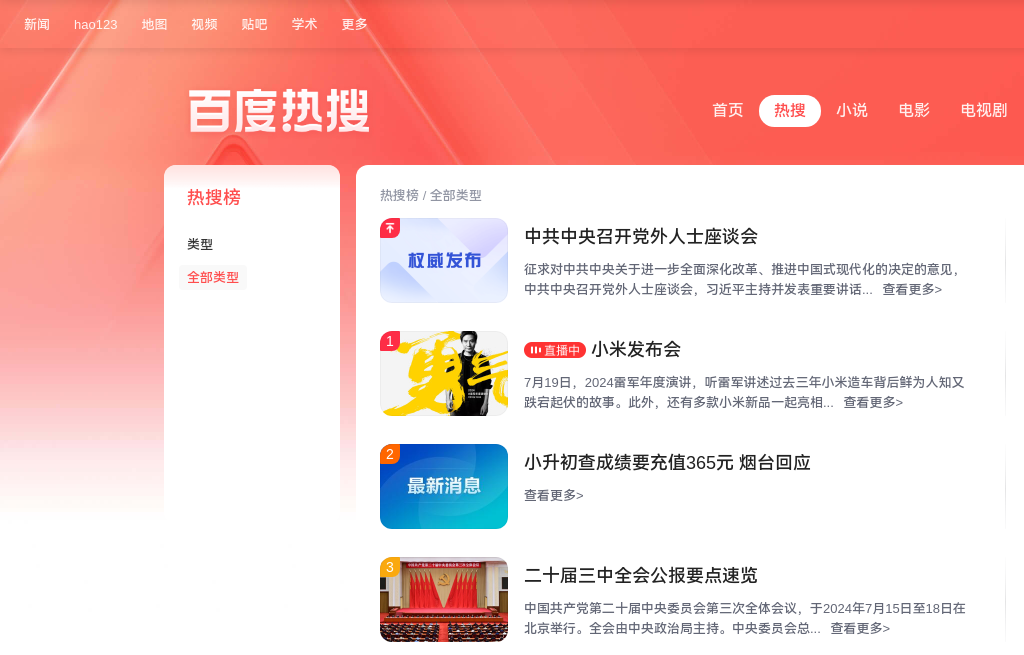 新闻 hao123 地图 视频 贴吧 学术 更多
百度热搜
首页 热搜 小说 电影 电视剧
热搜榜
类型
全部类型
热搜榜 / 全部类型
权威发布
中共中央召开党外人士座谈会
征求对中共中央关于进一步全面深化改革、推进中国式现代化的决定的意见，
中共中央召开党外人士座谈会，习近平主持并发表重要讲话... 查看更多>
1
勇气
直播中 小米发布会
7月19日，2024雷军年度演讲，听雷军讲述过去三年小米造车背后鲜为人知又
跌宕起伏的故事。此外，还有多款小米新品一起亮相... 查看更多>
2
最新消息
小升初查成绩要充值365元 烟台回应
查看更多>
3
二十届三中全会公报要点速览
中国共产党第二十届中央委员会第三次全体会议，于2024年7月15日至18日在
北京举行。全会由中央政治局主持。中央委员会总... 查看更多>